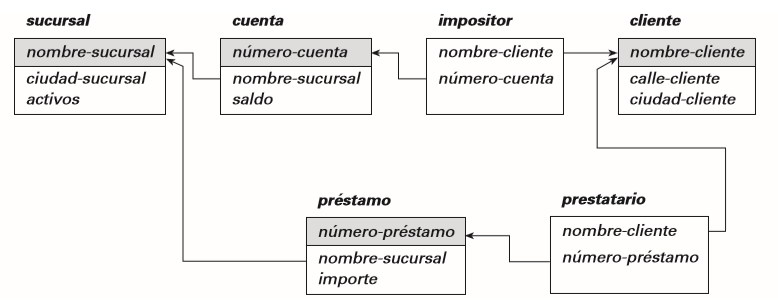 sucursal
nombre-sucursal
ciudad-sucursal
activos
cuenta
número-cuenta
nombre-sucursal
saldo
impositor
nombre-cliente
número-cuenta
cliente
nombre-cliente
calle-cliente
ciudad-cliente
préstamo
número-préstamo
nombre-sucursal
importe
prestatario
nombre-cliente
número-préstamo